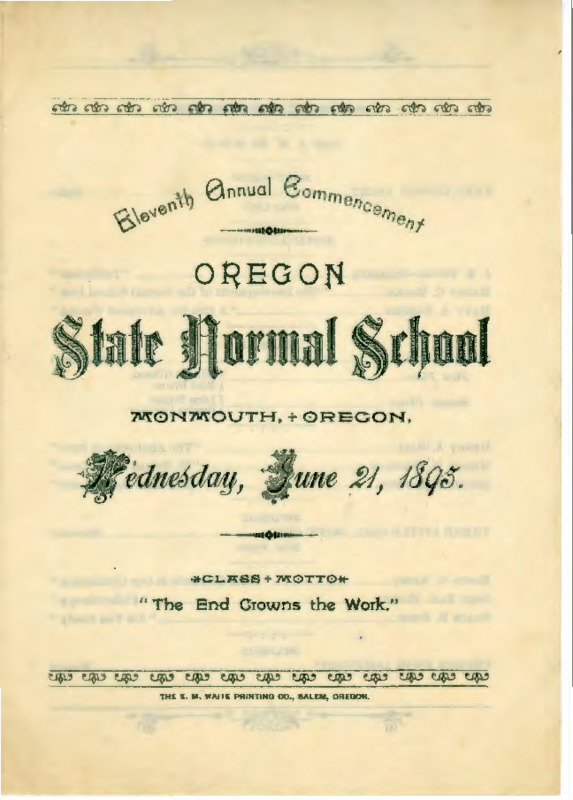 Eleventh Annual Commencement
OREGON
State Normal School
MONMOUTH, + OREGON,
Wednesday, June 21, 1893.
*CLASS + MOTTO*
"The End Crowns the Work."
THE E. M. WAITE PRINTING CO., SALEM, OREGON.